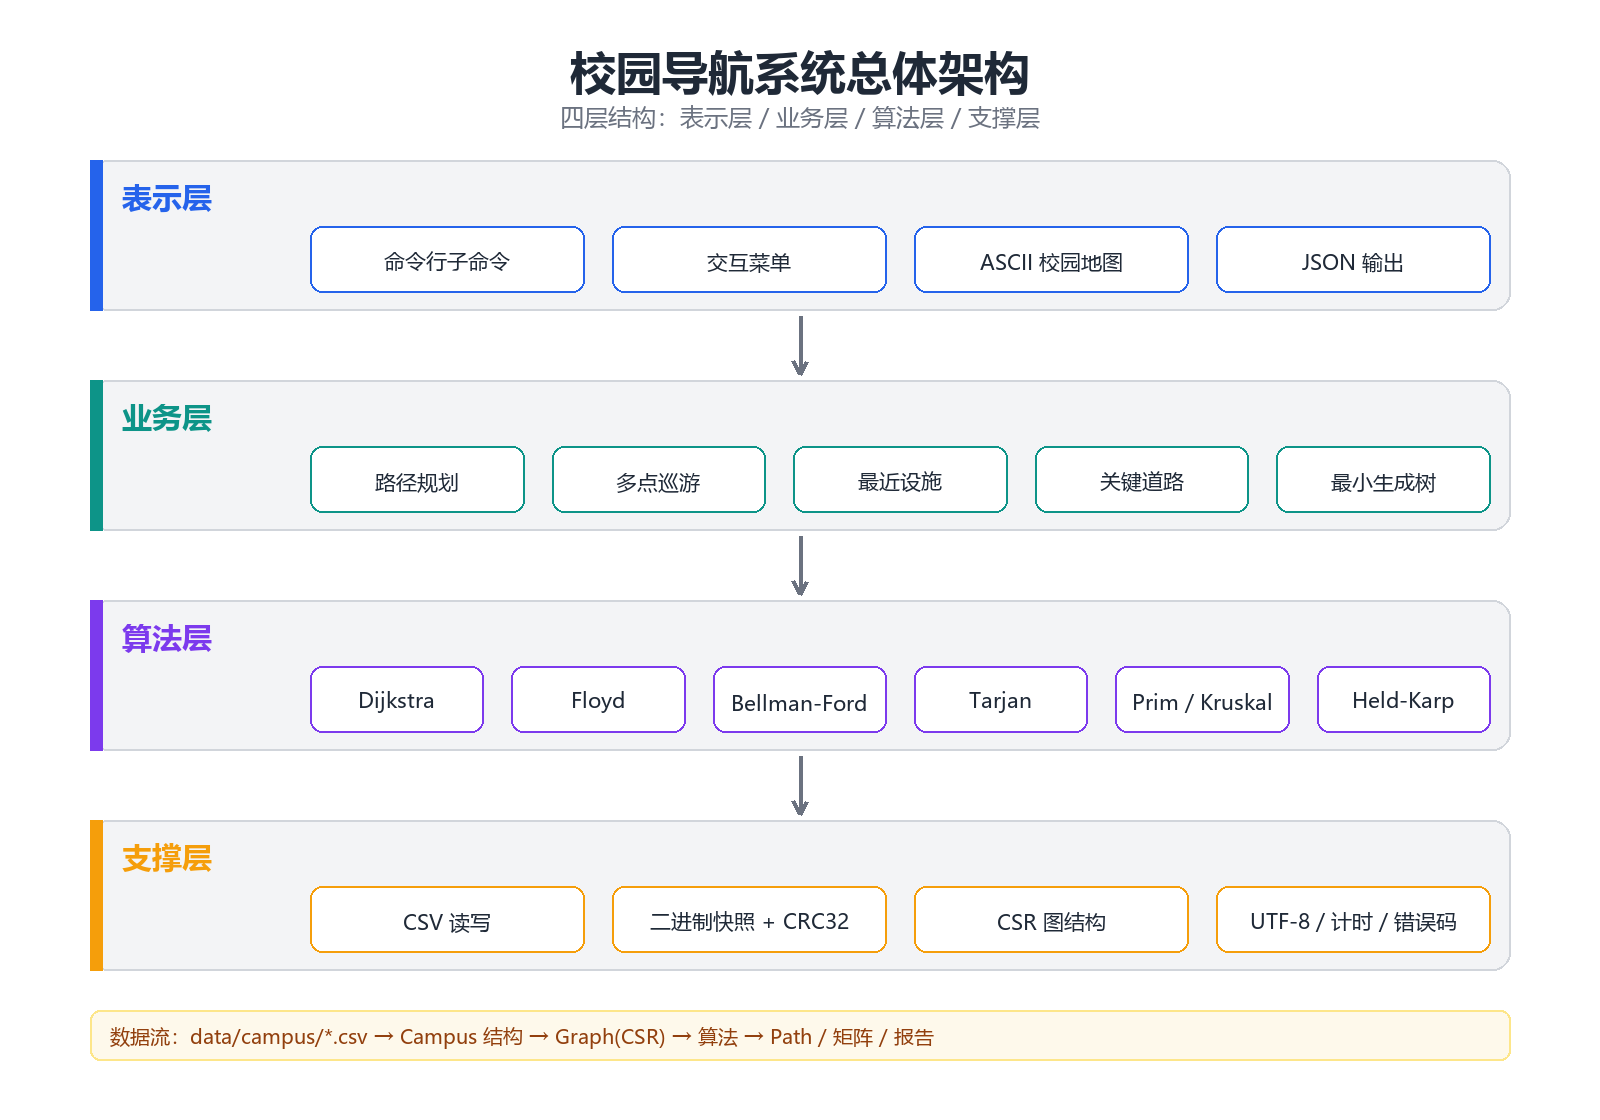 校园导航系统总体架构
四层结构：表示层 / 业务层 / 算法层 / 支撑层
表示层
命令行子命令
交互菜单
ASCII 校园地图
JSON 输出
业务层
路径规划
多点巡游
最近设施
关键道路
最小生成树
算法层
Dijkstra
Floyd
Bellman-Ford
Tarjan
Prim / Kruskal
Held-Karp
支撑层
CSV 读写
二进制快照 + CRC32
CSR 图结构
UTF-8 / 计时 / 错误码
数据流：data/campus/*.csv → Campus 结构 → Graph(CSR) → 算法 → Path / 矩阵 / 报告